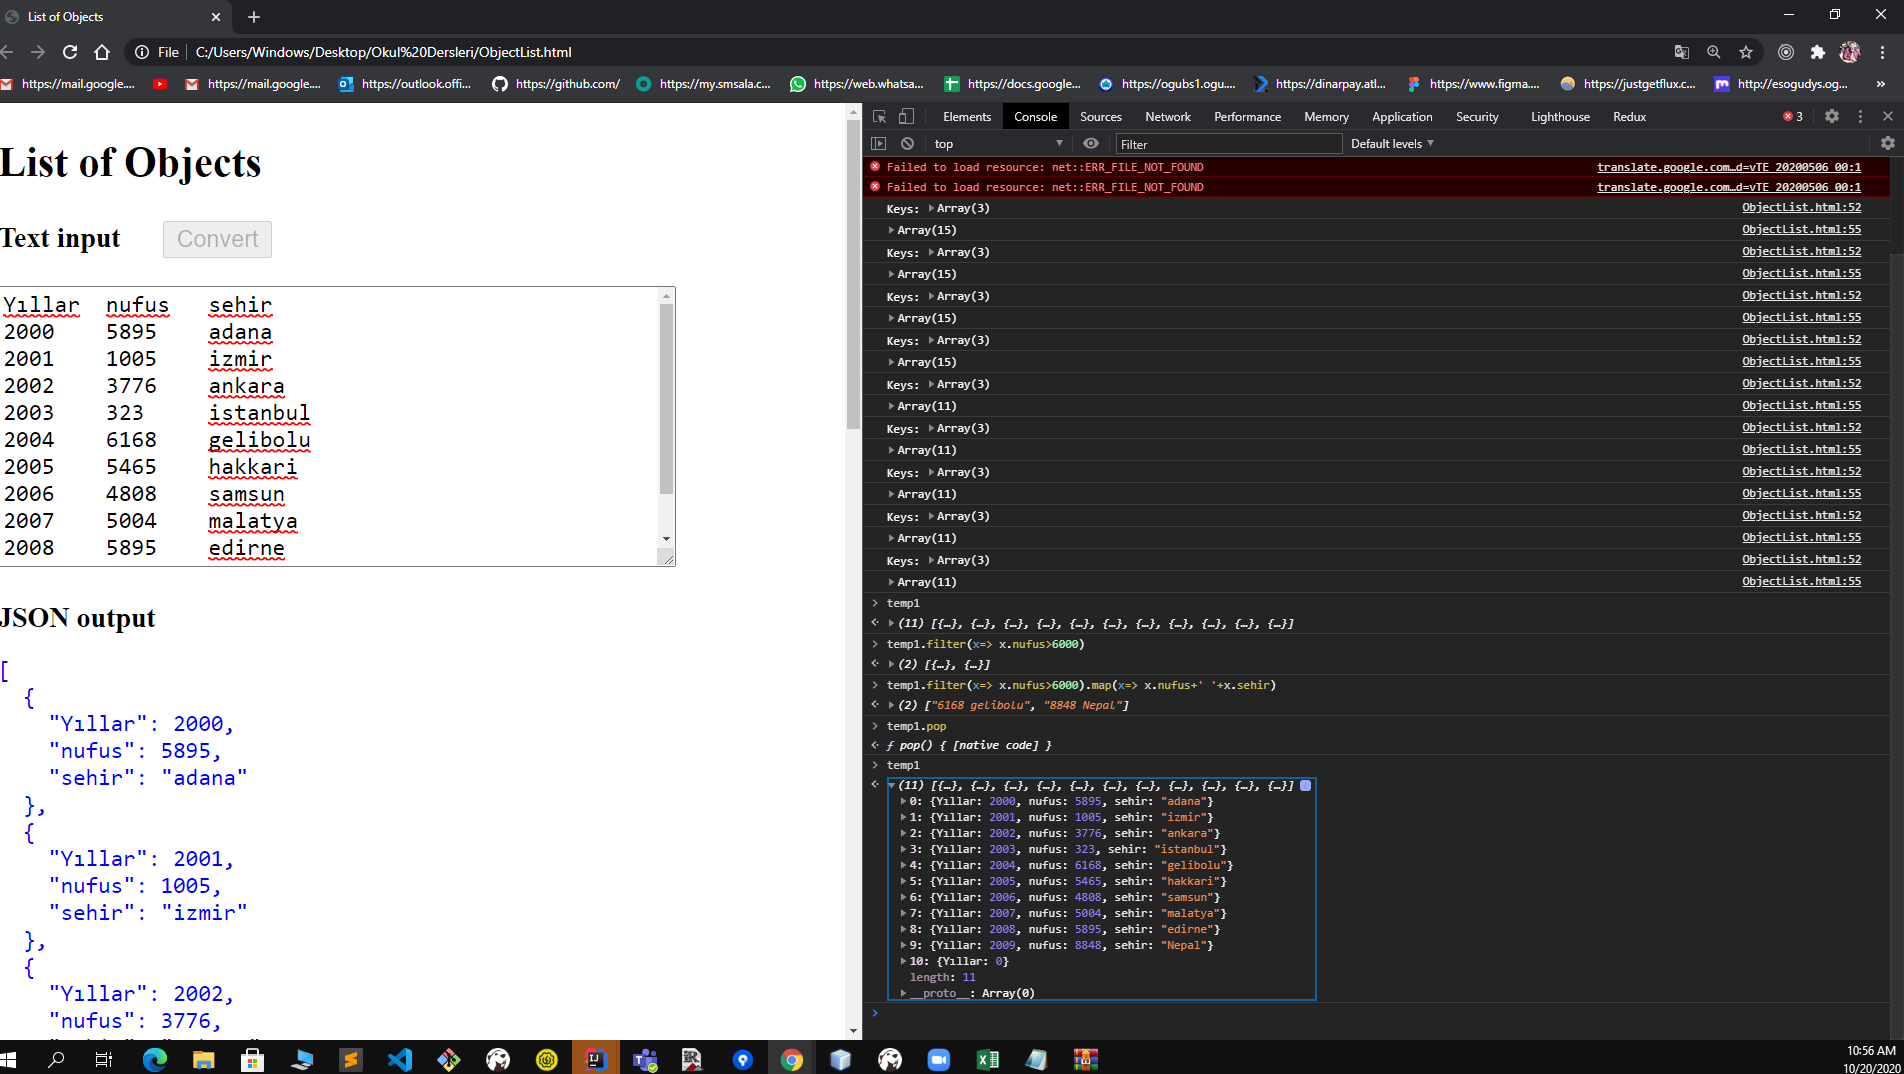 List of Objects
File
C:/Users/Windows/Desktop/Okul%20Dersleri/ObjectList.html
https://mail.google.... https://mail.google.... https://outlook.offi... https://github.com/ https://my.smsala.c... https://web.whatsa... https://docs.google... https://ogubs1.ogu.... https://dinarpay.atl... https://www.figma.... https://justgetflux.c... http://esogudys.og... »
List of Objects
Text input Convert
Yıllar nufus sehir
2000 5895 adana
2001 1005 izmir
2002 3776 ankara
2003 323 istanbul
2004 6168 gelibolu
2005 5465 hakkari
2006 4808 samsun
2007 5004 malatya
2008 5895 edirne
JSON output
[
{
"Yıllar": 2000,
"nufus": 5895,
"sehir": "adana"
},
{
"Yıllar": 2001,
"nufus": 1005,
"sehir": "izmir"
},
{
"Yıllar": 2002,
"nufus": 3776,
Elements Console Sources Network Performance Memory Application Security Lighthouse Redux 3
top Filter Default levels
Failed to load resource: net::ERR_FILE_NOT_FOUND translate.google.com…d=vTE_20200506_00:1
Failed to load resource: net::ERR_FILE_NOT_FOUND translate.google.com…d=vTE_20200506_00:1
Keys: Array(3) ObjectList.html:52
Array(15) ObjectList.html:55
Keys: Array(3) ObjectList.html:52
Array(15) ObjectList.html:55
Keys: Array(3) ObjectList.html:52
Array(15) ObjectList.html:55
Keys: Array(3) ObjectList.html:52
Array(15) ObjectList.html:55
Keys: Array(3) ObjectList.html:52
Array(11) ObjectList.html:55
Keys: Array(3) ObjectList.html:52
Array(11) ObjectList.html:55
Keys: Array(3) ObjectList.html:52
Array(11) ObjectList.html:55
Keys: Array(3) ObjectList.html:52
Array(11) ObjectList.html:55
Keys: Array(3) ObjectList.html:52
Array(11) ObjectList.html:55
temp1
(11) [{…}, {…}, {…}, {…}, {…}, {…}, {…}, {…}, {…}, {…}, {…}]
temp1.filter(x=> x.nufus>6000)
(2) [{…}, {…}]
temp1.filter(x=> x.nufus>6000).map(x=> x.nufus+' '+x.sehir)
(2) ["6168 gelibolu", "8848 Nepal"]
temp1.pop
ƒ pop() { [native code] }
temp1
(11) [{…}, {…}, {…}, {…}, {…}, {…}, {…}, {…}, {…}, {…}, {…}]
0: {Yıllar: 2000, nufus: 5895, sehir: "adana"}
1: {Yıllar: 2001, nufus: 1005, sehir: "izmir"}
2: {Yıllar: 2002, nufus: 3776, sehir: "ankara"}
3: {Yıllar: 2003, nufus: 323, sehir: "istanbul"}
4: {Yıllar: 2004, nufus: 6168, sehir: "gelibolu"}
5: {Yıllar: 2005, nufus: 5465, sehir: "hakkari"}
6: {Yıllar: 2006, nufus: 4808, sehir: "samsun"}
7: {Yıllar: 2007, nufus: 5004, sehir: "malatya"}
8: {Yıllar: 2008, nufus: 5895, sehir: "edirne"}
9: {Yıllar: 2009, nufus: 8848, sehir: "Nepal"}
10: {Yıllar: 0}
length: 11
__proto__: Array(0)
10:56 AM
10/20/2020